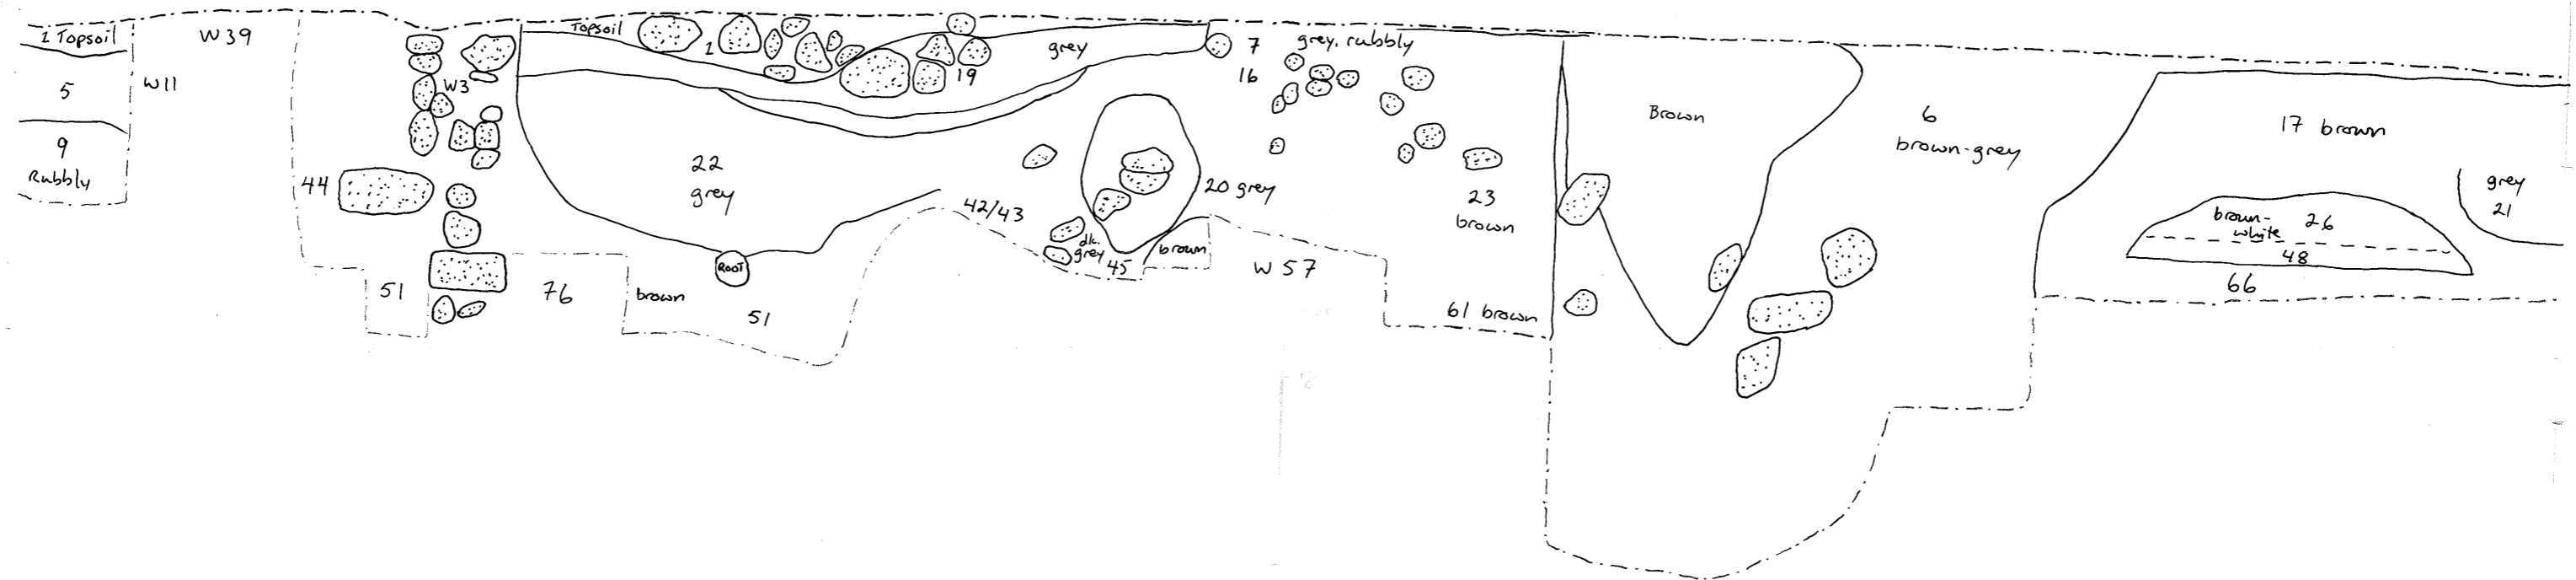 1 Topsoil
5
9
Rubbly
W39
W11
44
W3
51
76
Topsoil
1
19
grey
22
grey
ROOT
brown
51
42/43
dk.
grey
45
brown
20 grey
7
grey, rubbly
16
W57
23
brown
61 brown
Brown
6
brown-grey
17 brown
brown-
white
26
48
66
grey
21